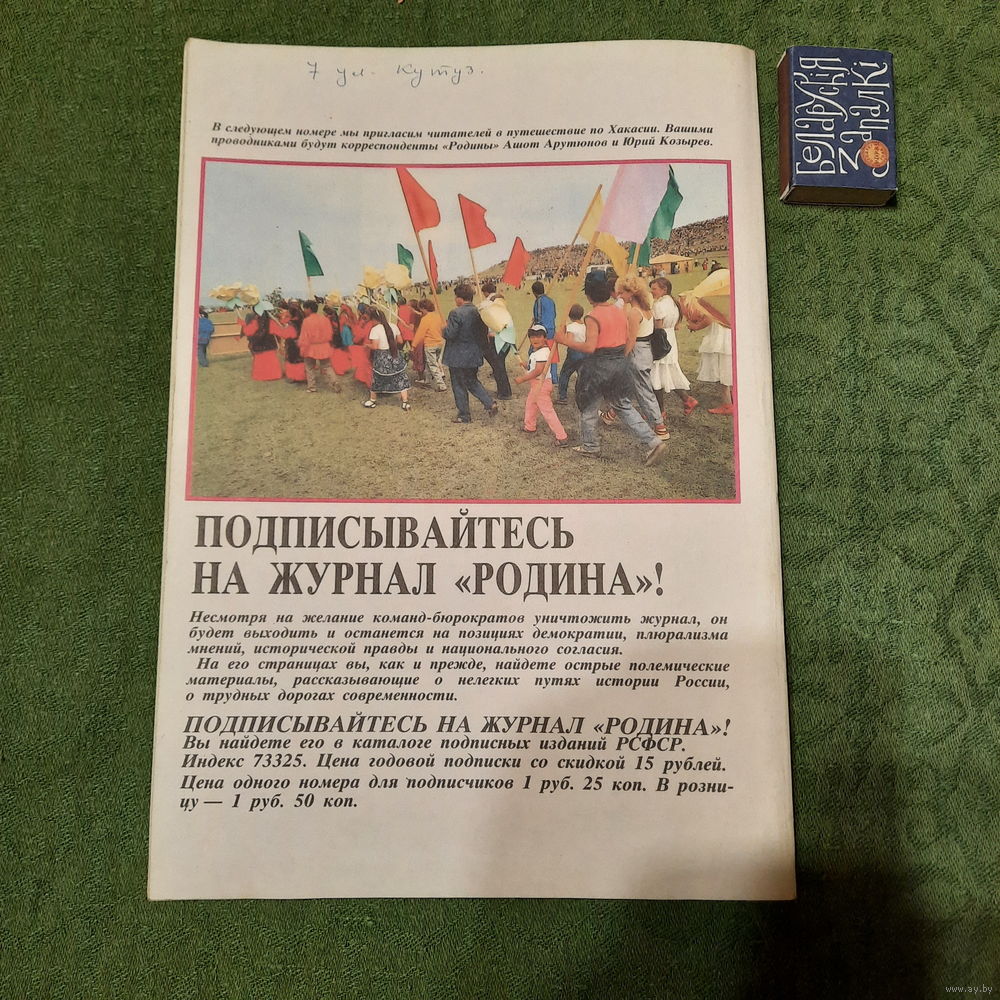 7 ул. Кутуз.
В следующем номере мы пригласим читателей в путешествие по Хакасии. Вашими
проводниками будут корреспонденты «Родины» Ашот Арутюнов и Юрий Козырев.
ПОДПИСЫВАЙТЕСЬ
НА ЖУРНАЛ «РОДИНА»!
Несмотря на желание команд-бюрократов уничтожить журнал, он
будет выходить и останется на позициях демократии, плюрализма
мнений, исторической правды и национального согласия.
На его страницах вы, как и прежде, найдете острые полемические
материалы, рассказывающие о нелегких путях истории России,
о трудных дорогах современности.
ПОДПИСЫВАЙТЕСЬ НА ЖУРНАЛ «РОДИНА»!
Вы найдете его в каталоге подписных изданий РСФСР.
Индекс 73325. Цена годовой подписки со скидкой 15 рублей.
Цена одного номера для подписчиков 1 руб. 25 коп. В розни-
цу — 1 руб. 50 коп.
Беларускія
Запалкі
www.ay.by